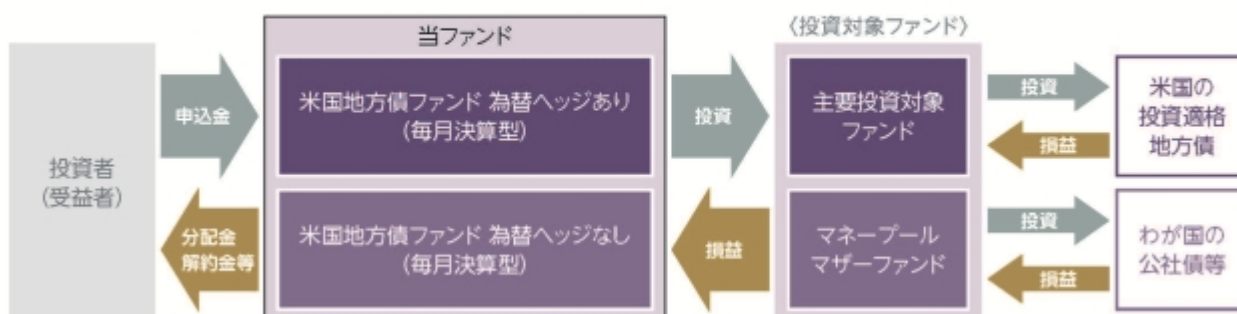 当ファンド
〈投資対象ファンド〉
投資者
(受益者)
申込金
分配金
解約金等
米国地方債ファンド 為替ヘッジあり
(毎月決算型)
米国地方債ファンド 為替ヘッジなし
(毎月決算型)
投資
損益
主要投資対象
ファンド
マネープール
マザーファンド
投資
損益
投資
損益
米国の
投資適格
地方債
わが国の
公社債等